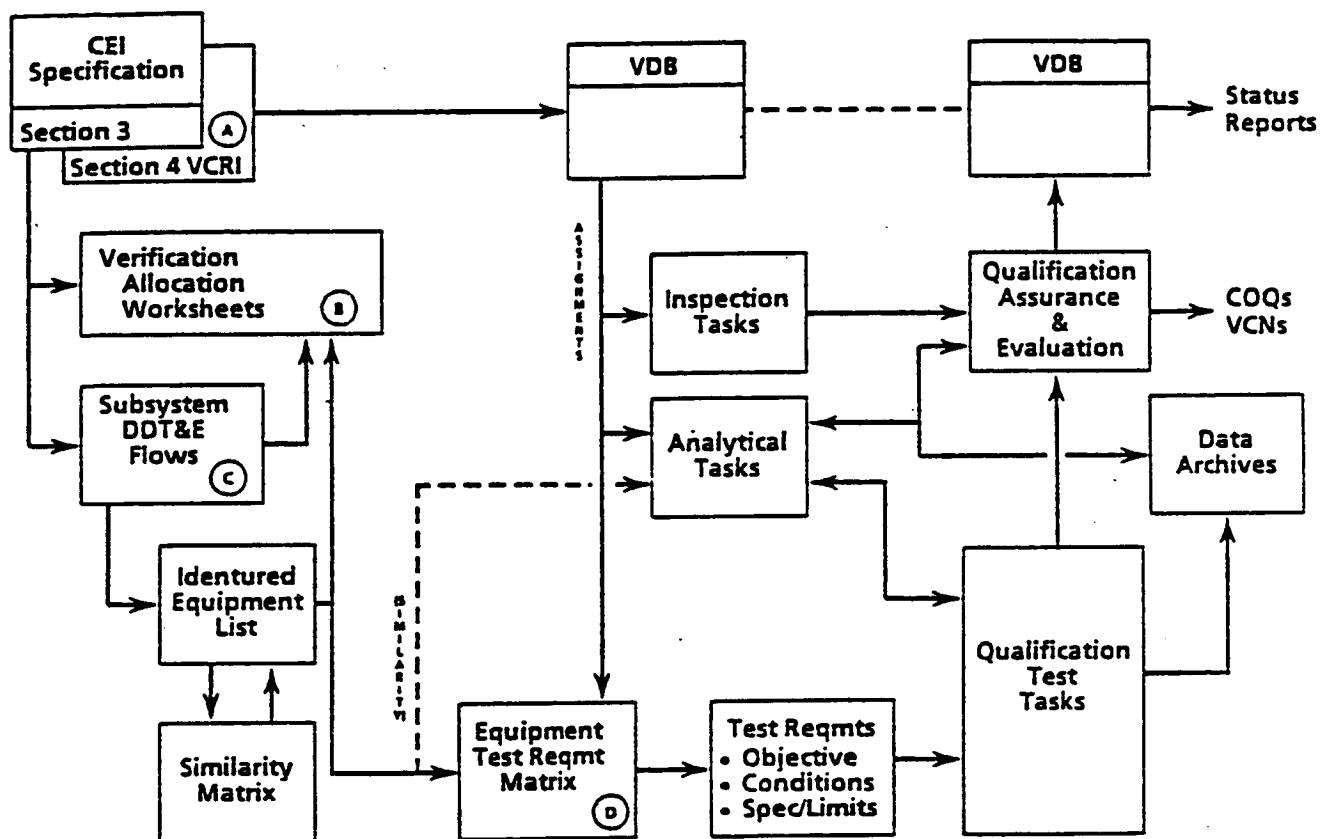 CEI
Specification
Section 3
A
Section 4 VCRI
VDB
VDB
Status
Reports
Verification
Allocation
Worksheets
B
ASSIGNMENTS
Inspection
Tasks
Qualification
Assurance
&
Evaluation
COQs
VCNs
Subsystem
DDT&E
Flows
C
Analytical
Tasks
Data
Archives
Identured
Equipment
List
(SIMILARITY)
Qualification
Test
Tasks
Similarity
Matrix
Equipment
Test Reqmt
Matrix
D
Test Reqmts
• Objective
• Conditions
• Spec/Limits